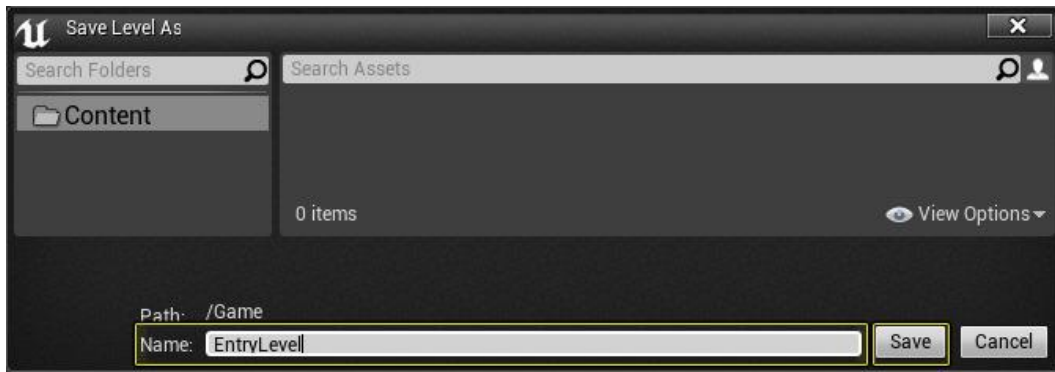 Save Level As
Search Folders
Search Assets
Content
0 items
View Options
Path: /Game
Name: EntryLevel
Save
Cancel